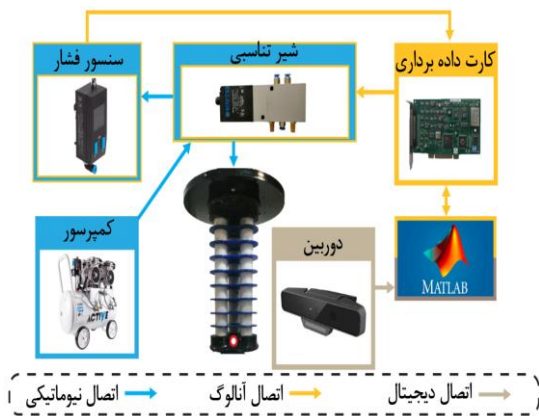 سنسور فشار
شیر تناسبی
کارت داده برداری
کمپرسور
دوربین
MATLAB
اتصال نیوماتیکی
اتصال آنالوگ
اتصال دیجیتال